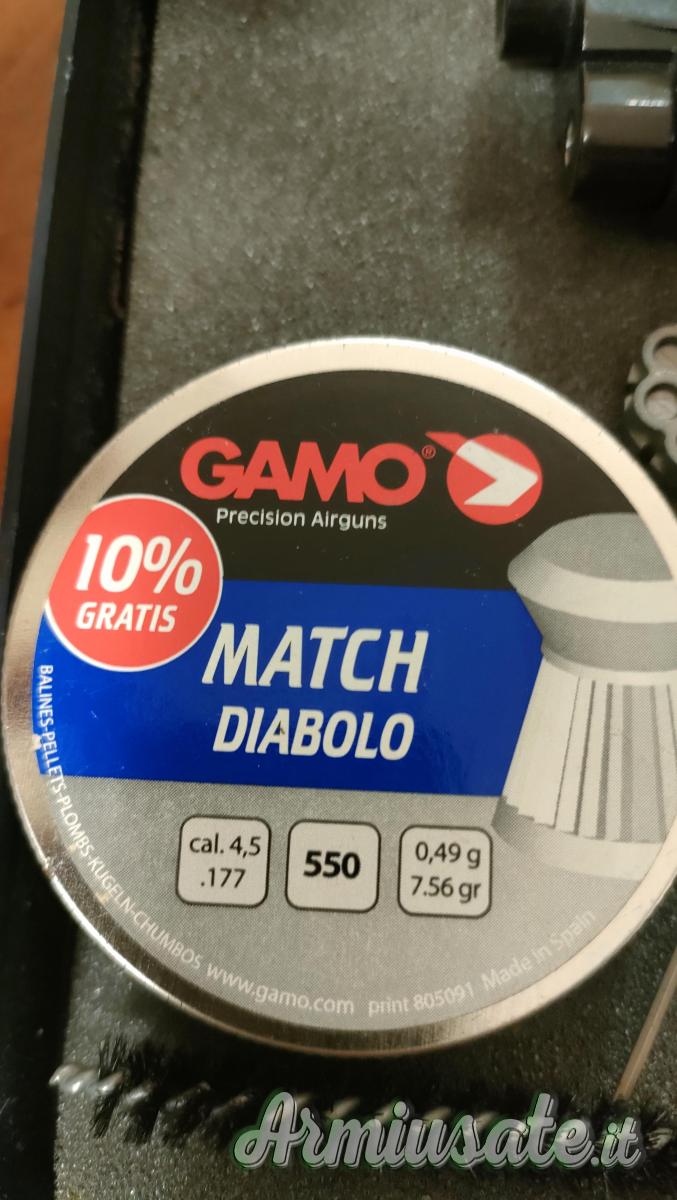 GAMO®
Precision Airguns
10%
GRATIS
MATCH
DIABOLO
cal. 4,5
.177
550
0,49 g
7.56 gr
BALINES-PELLETS-PLOMBS-KUGELN-CHUMBOS www.gamo.com print 805091 Made in Spain
Armiusate.it